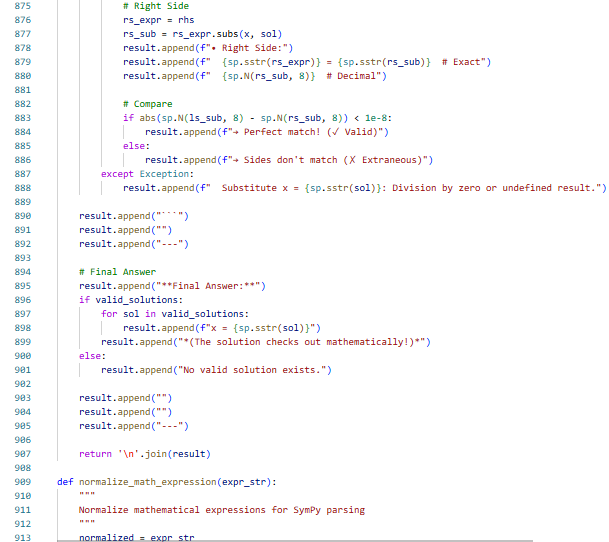 875                 # Right Side
876                 rs_expr = rhs
877                 rs_sub = rs_expr.subs(x, sol)
878                 result.append(f"• Right Side:")
879                 result.append(f"  {sp.sstr(rs_expr)} = {sp.sstr(rs_sub)}  # Exact")
880                 result.append(f"  {sp.N(rs_sub, 8)}  # Decimal")
881
882                 # Compare
883                 if abs(sp.N(ls_sub, 8) - sp.N(rs_sub, 8)) < 1e-8:
884                     result.append(f"→ Perfect match! (✓ Valid)")
885                 else:
886                     result.append(f"→ Sides don't match (✗ Extraneous)")
887             except Exception:
888                 result.append(f"  Substitute x = {sp.sstr(sol)}: Division by zero or undefined result.")
889
890         result.append("```")
891         result.append("")
892         result.append("---")
893
894         # Final Answer
895         result.append("**Final Answer:**")
896         if valid_solutions:
897             for sol in valid_solutions:
898                 result.append(f"x = {sp.sstr(sol)}")
899             result.append("*(The solution checks out mathematically!)*")
900         else:
901             result.append("No valid solution exists.")
902
903         result.append("")
904         result.append("")
905         result.append("---")
906
907         return '\n'.join(result)
908
909     def normalize_math_expression(expr_str):
910         """
911         Normalize mathematical expressions for SymPy parsing
912         """
913         normalized = expr_str